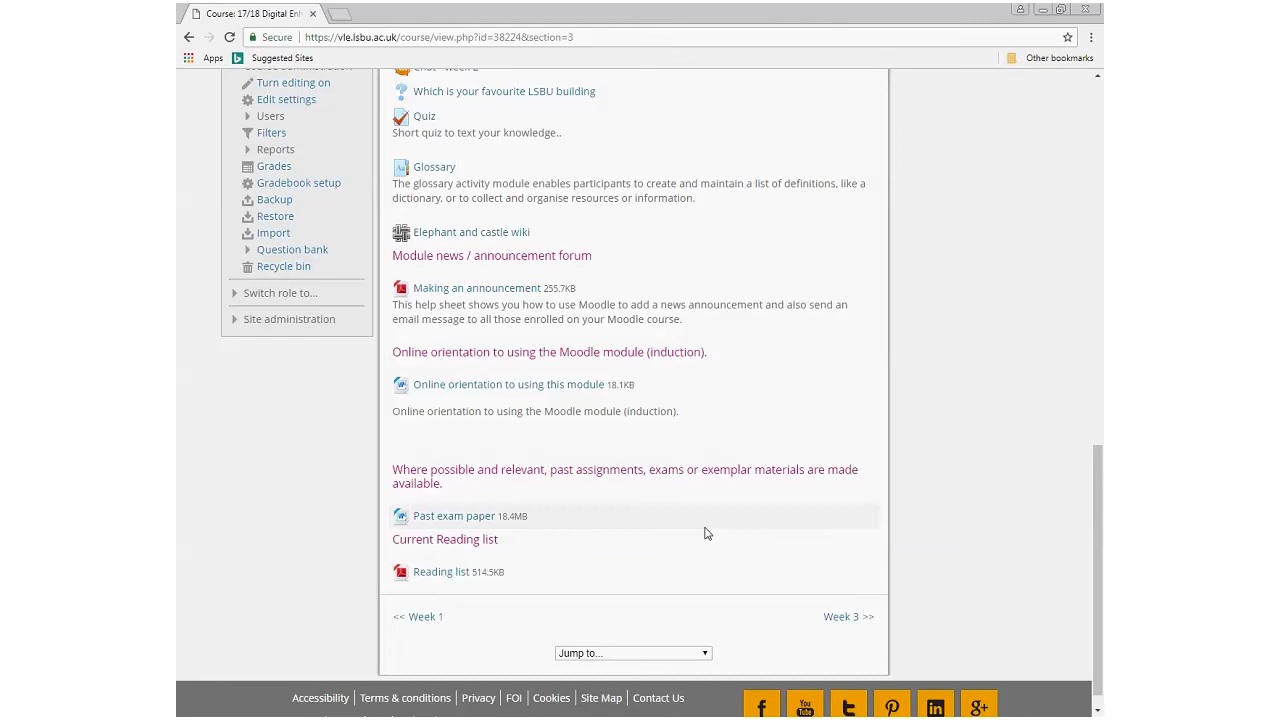 Course: 17/18 Digital Enh
Secure https://vle.lsbu.ac.uk/course/view.php?id=38224&section=3
Apps Suggested Sites Other bookmarks
Turn editing on
Edit settings
Users
Filters
Reports
Grades
Gradebook setup
Backup
Restore
Import
Question bank
Recycle bin
Switch role to...
Site administration
Which is your favourite LSBU building
Quiz
Short quiz to text your knowledge..
Glossary
The glossary activity module enables participants to create and maintain a list of definitions, like a
dictionary, or to collect and organise resources or information.
Elephant and castle wiki
Module news / announcement forum
Making an announcement 255.7KB
This help sheet shows you how to use Moodle to add a news announcement and also send an
email message to all those enrolled on your Moodle course.
Online orientation to using the Moodle module (induction).
Online orientation to using this module 18.1KB
Online orientation to using the Moodle module (induction).
Where possible and relevant, past assignments, exams or exemplar materials are made
available.
Past exam paper 18.4MB
Current Reading list
Reading list 514.5KB
<< Week 1 Week 3 >>
Jump to...
Accessibility Terms & conditions Privacy FOI Cookies Site Map Contact Us